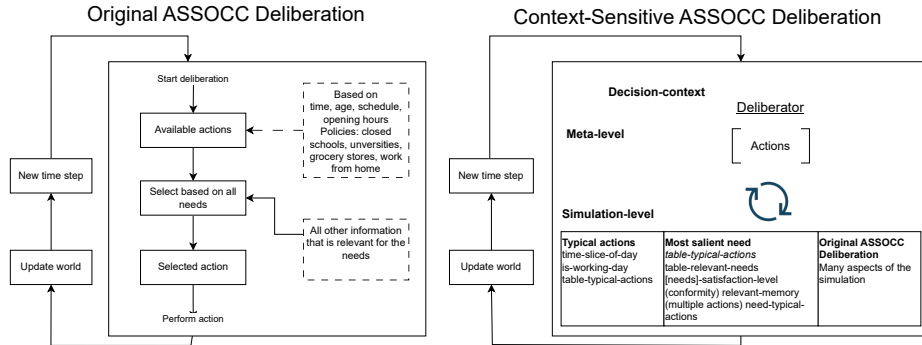 Original ASSOCC Deliberation
Start deliberation
Available actions
Based on
time, age, schedule,
opening hours
Policies: closed
schools, unversities,
grocery stores, work
from home
New time step
Select based on all
needs
All other information
that is relevant for the
needs
Update world
Selected action
Perform action
Context-Sensitive ASSOCC Deliberation
Decision-context
Deliberator
Meta-level
Actions
New time step
Simulation-level
Update world
Typical actions
time-slice-of-day
is-working-day
table-typical-actions
Most salient need
table-typical-actions
table-relevant-needs
[needs]-satisfaction-level
(conformity) relevant-memory
(multiple actions) need-typical-
actions
Original ASSOCC
Deliberation
Many aspects of the
simulation